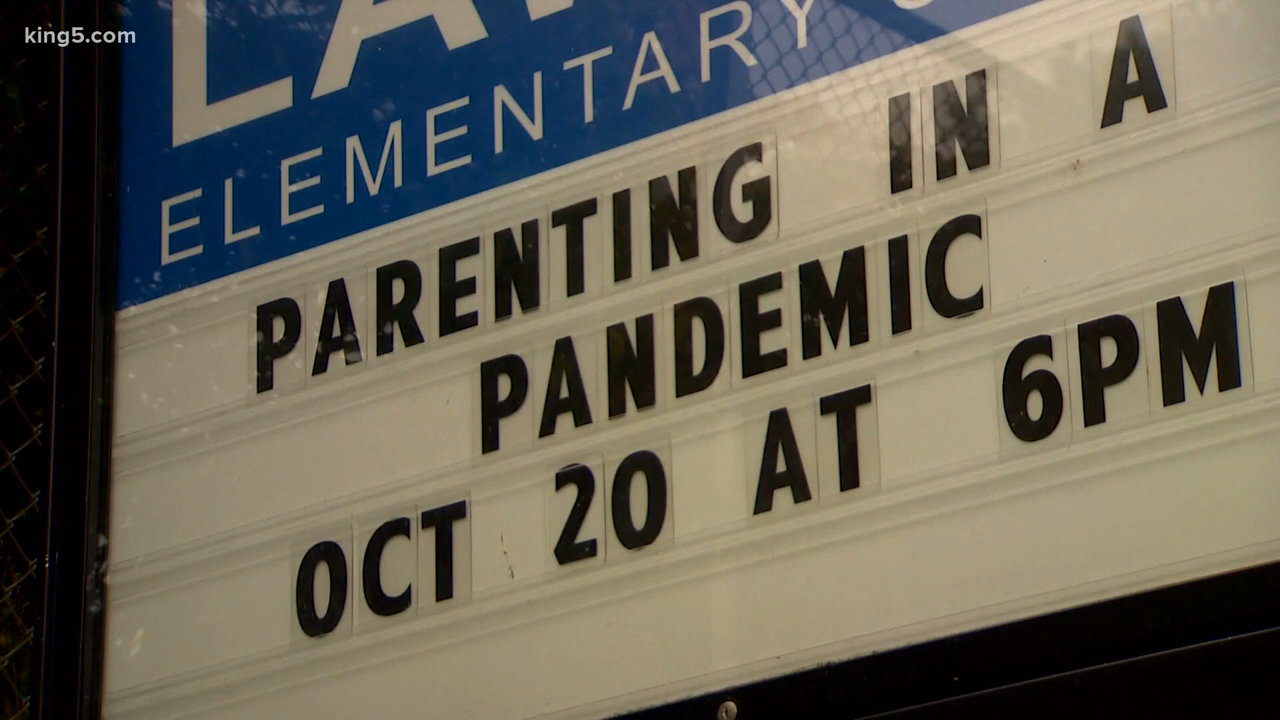 king5.com
ELEMENTARY
PARENTING IN A
PANDEMIC
OCT 20 AT 6PM